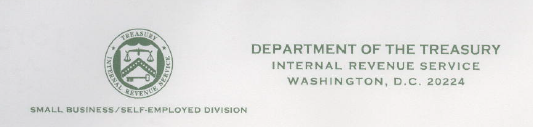 TREASURY
INTERNAL REVENUE SERVICE
SMALL BUSINESS/SELF-EMPLOYED DIVISION
DEPARTMENT OF THE TREASURY
INTERNAL REVENUE SERVICE
WASHINGTON, D.C. 20224